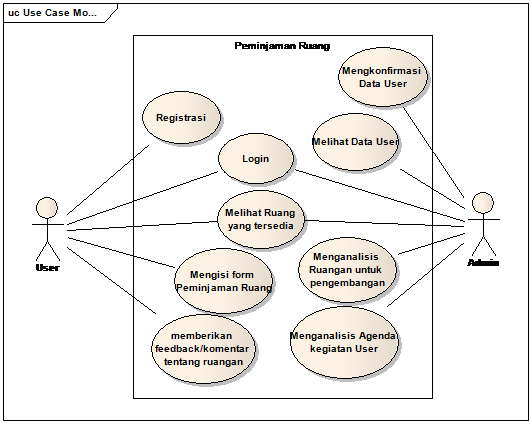 uc Use Case Mo...
Peminjaman Ruang
Mengkonfirmasi
Data User
Registrasi
Melihat Data User
Login
Melihat Ruang
yang tersedia
User
Admin
Mengisi form
Peminjaman Ruang
Menganalisis
Ruangan untuk
pengembangan
memberikan
feedback/komentar
tentang ruangan
Menganalisis Agenda
kegiatan User